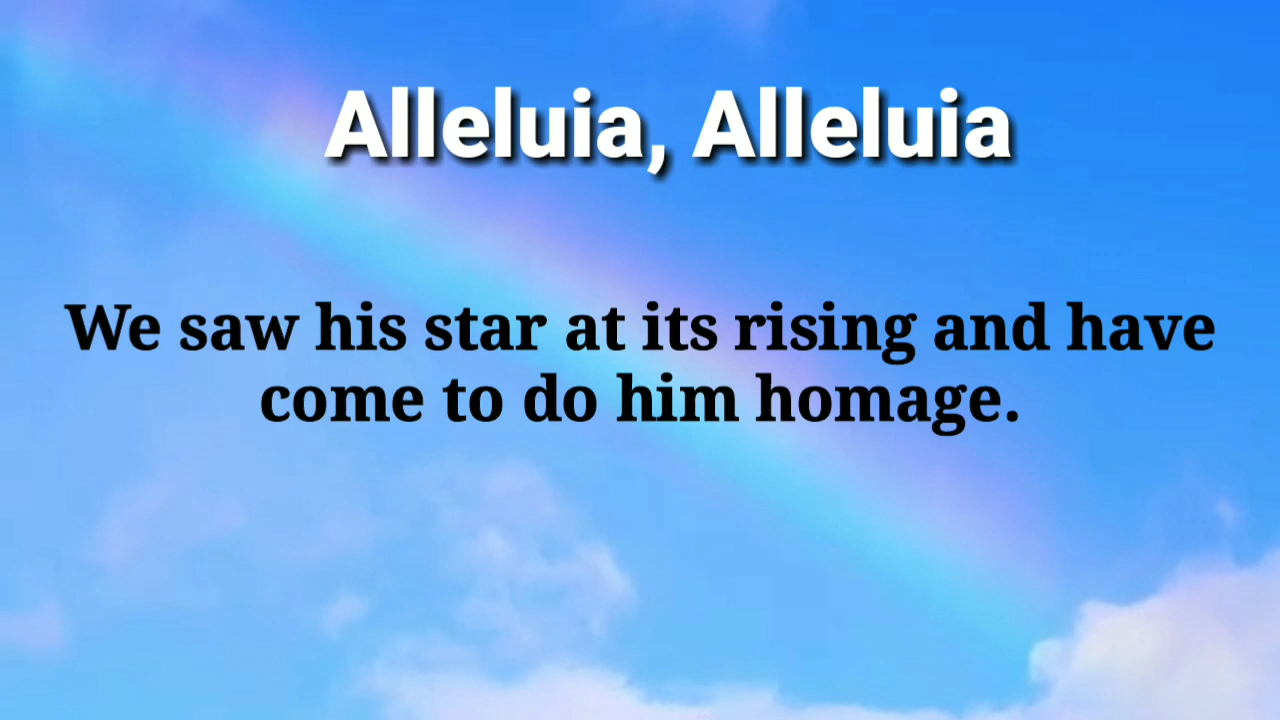 Alleluia, Alleluia
We saw his star at its rising and have
come to do him homage.